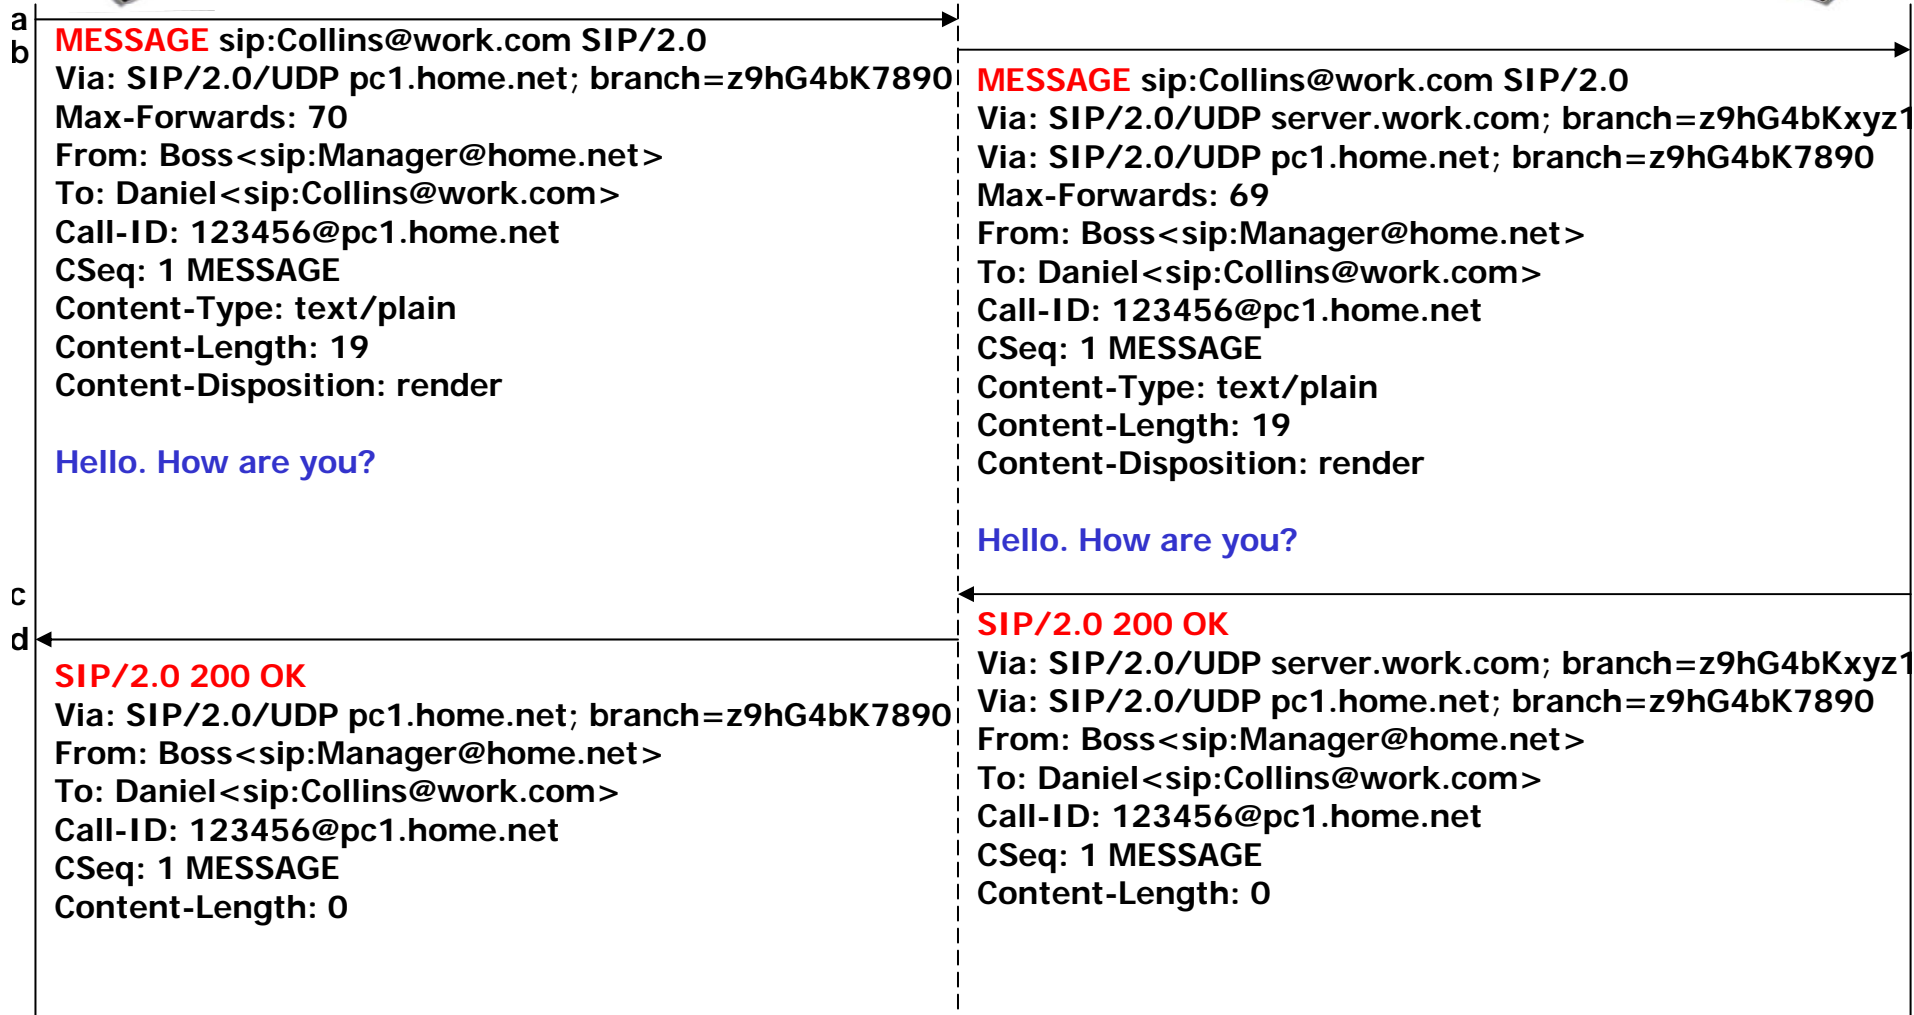 a
b
MESSAGE sip:Collins@work.com SIP/2.0
Via: SIP/2.0/UDP pc1.home.net; branch=z9hG4bK7890
Max-Forwards: 70
From: Boss<sip:Manager@home.net>
To: Daniel<sip:Collins@work.com>
Call-ID: 123456@pc1.home.net
CSeq: 1 MESSAGE
Content-Type: text/plain
Content-Length: 19
Content-Disposition: render
Hello. How are you?
MESSAGE sip:Collins@work.com SIP/2.0
Via: SIP/2.0/UDP server.work.com; branch=z9hG4bKxyz1
Via: SIP/2.0/UDP pc1.home.net; branch=z9hG4bK7890
Max-Forwards: 69
From: Boss<sip:Manager@home.net>
To: Daniel<sip:Collins@work.com>
Call-ID: 123456@pc1.home.net
CSeq: 1 MESSAGE
Content-Type: text/plain
Content-Length: 19
Content-Disposition: render
Hello. How are you?
c
d
SIP/2.0 200 OK
Via: SIP/2.0/UDP server.work.com; branch=z9hG4bKxyz1
Via: SIP/2.0/UDP pc1.home.net; branch=z9hG4bK7890
From: Boss<sip:Manager@home.net>
To: Daniel<sip:Collins@work.com>
Call-ID: 123456@pc1.home.net
CSeq: 1 MESSAGE
Content-Length: 0
SIP/2.0 200 OK
Via: SIP/2.0/UDP pc1.home.net; branch=z9hG4bK7890
From: Boss<sip:Manager@home.net>
To: Daniel<sip:Collins@work.com>
Call-ID: 123456@pc1.home.net
CSeq: 1 MESSAGE
Content-Length: 0